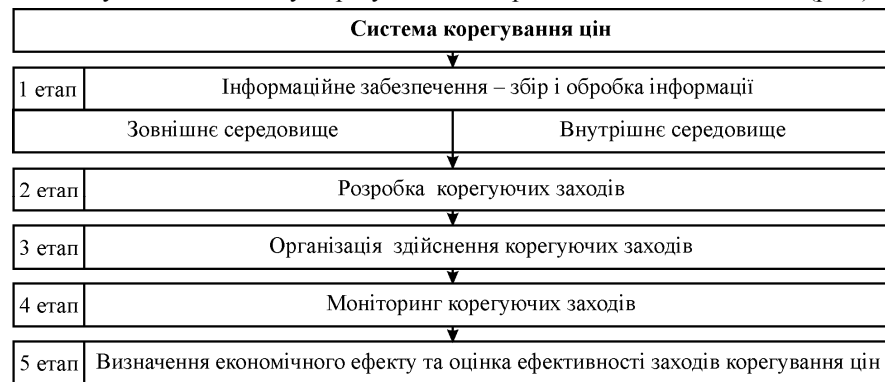 Система корегування цін
1 етап Інформаційне забезпечення – збір і обробка інформації
Зовнішнє середовище Внутрішнє середовище
2 етап Розробка корегуючих заходів
3 етап Організація здійснення корегуючих заходів
4 етап Моніторинг корегуючих заходів
5 етап Визначення економічного ефекту та оцінка ефективності заходів корегування цін